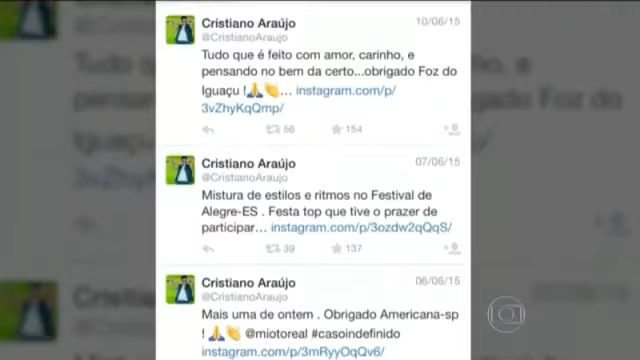 Cristiano Araújo 10/06/15
@CristianoAraujo
Tudo que é feito com amor, carinho, e
pensando no bem da certo...obrigado Foz do
Iguaçu !🙏👏... instagram.com/p/
3vZhyKqQmp/
56 154
Cristiano Araújo 07/06/15
@CristianoAraujo
Mistura de estilos e ritmos no Festival de
Alegre-ES . Festa top que tive o prazer de
participar... instagram.com/p/3ozdw2qQqS/
39 137
Cristiano Araújo 06/06/15
@CristianoAraujo
Mais uma de ontem . Obrigado Americana-sp
! 🙏👏 @miotoreal #casoindefinido
instagram.com/p/3mRyyOqQv6/